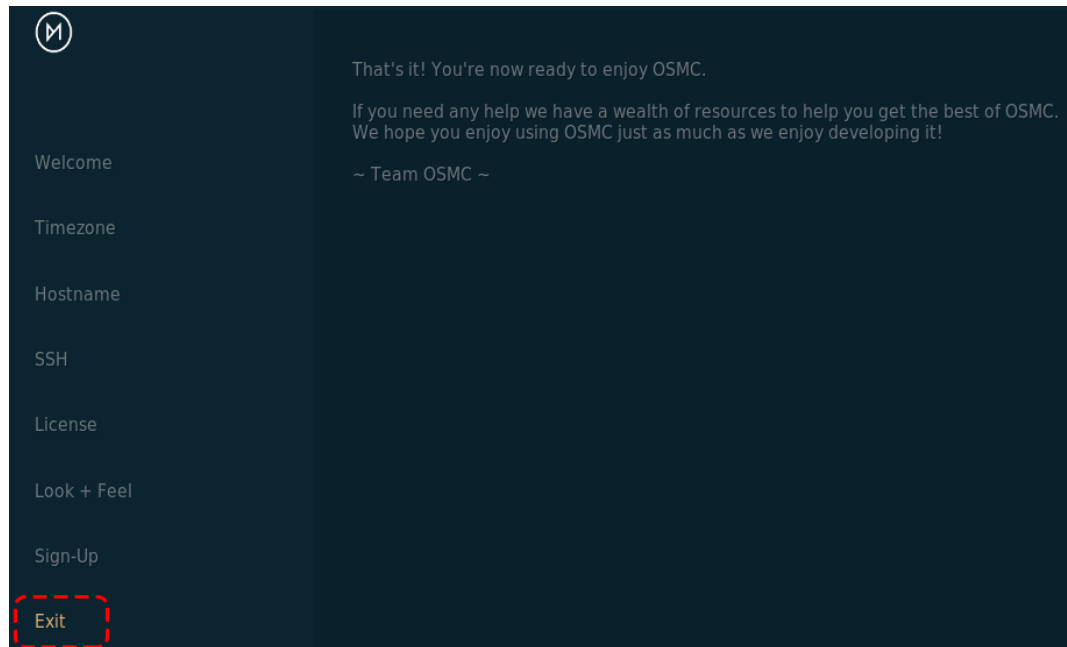 Welcome
Timezone
Hostname
SSH
License
Look + Feel
Sign-Up
Exit
That's it! You're now ready to enjoy OSMC.
If you need any help we have a wealth of resources to help you get the best of OSMC.
We hope you enjoy using OSMC just as much as we enjoy developing it!
~ Team OSMC ~